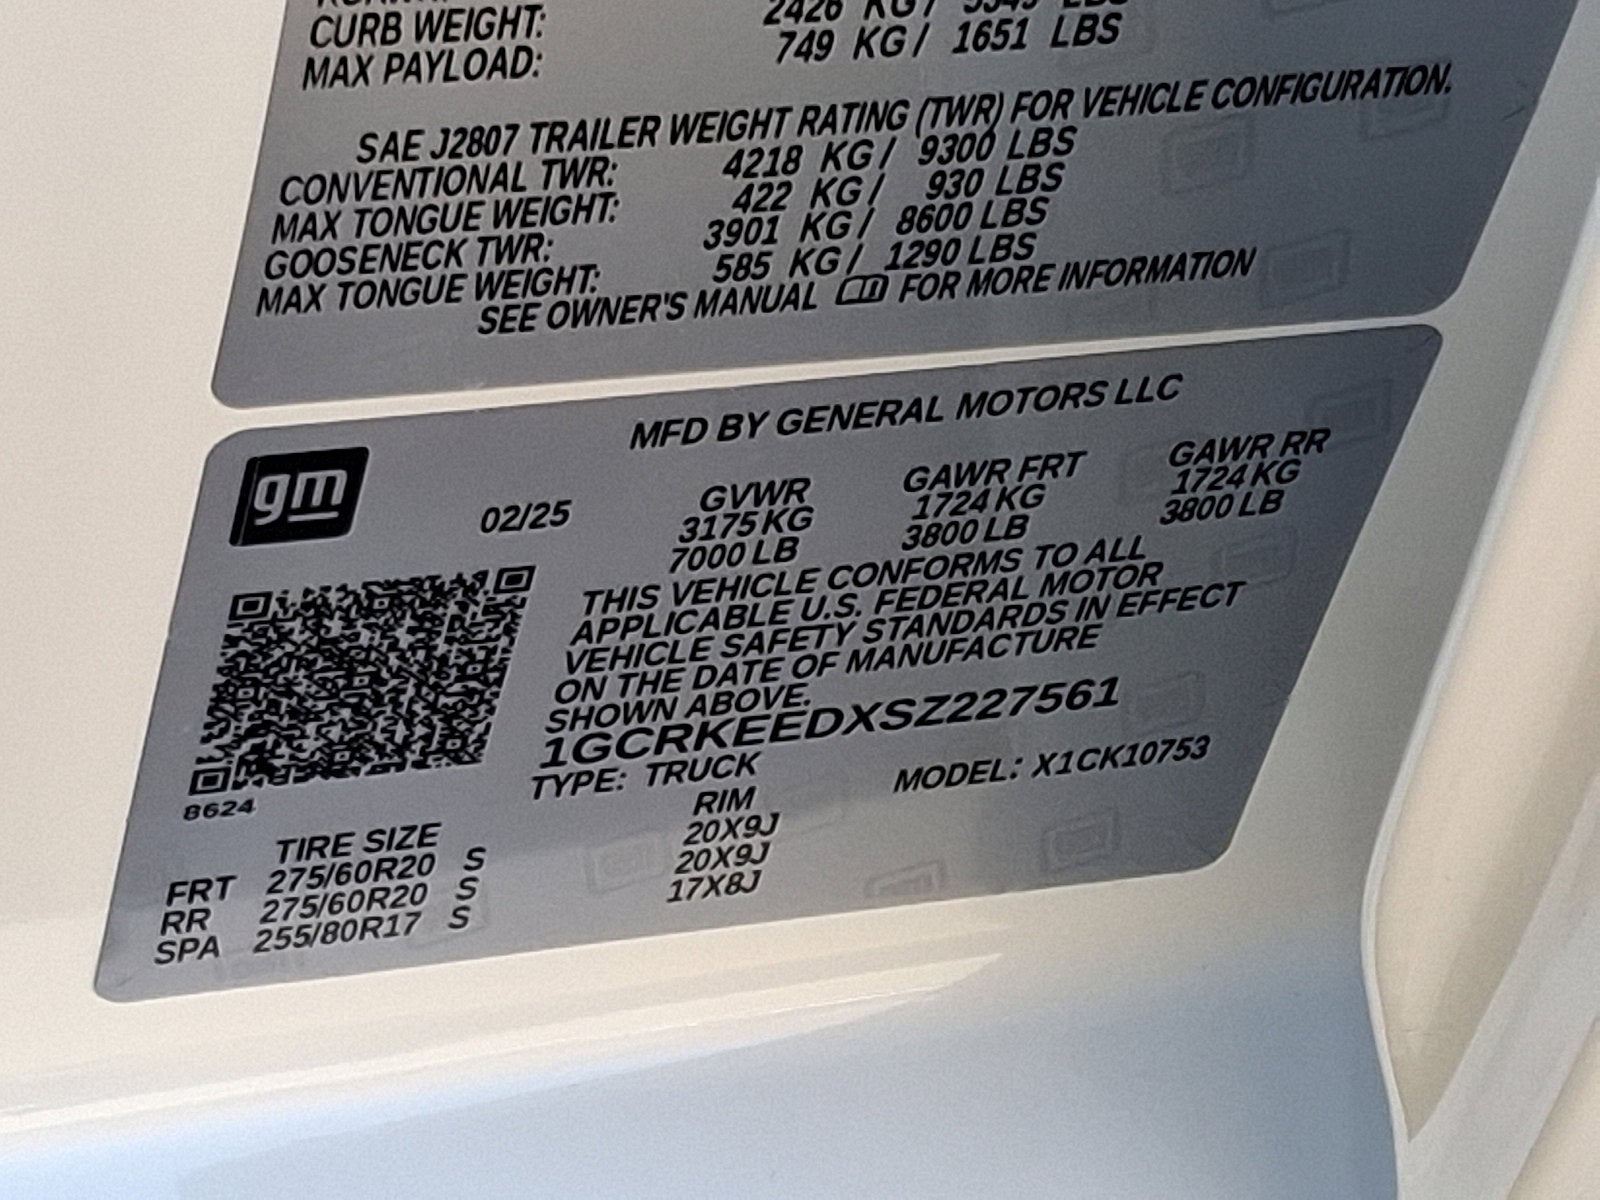 CURB WEIGHT: 2426 KG / 5349 LBS
MAX PAYLOAD: 749 KG / 1651 LBS
SAE J2807 TRAILER WEIGHT RATING (TWR) FOR VEHICLE CONFIGURATION.
CONVENTIONAL TWR: 4218 KG / 9300 LBS
MAX TONGUE WEIGHT: 422 KG / 930 LBS
GOOSENECK TWR: 3901 KG / 8600 LBS
MAX TONGUE WEIGHT: 585 KG / 1290 LBS
SEE OWNER'S MANUAL FOR MORE INFORMATION
MFD BY GENERAL MOTORS LLC
gm
02/25
GVWR GAWR FRT GAWR RR
3175 KG 1724 KG 1724 KG
7000 LB 3800 LB 3800 LB
THIS VEHICLE CONFORMS TO ALL
APPLICABLE U.S. FEDERAL MOTOR
VEHICLE SAFETY STANDARDS IN EFFECT
ON THE DATE OF MANUFACTURE
SHOWN ABOVE.
1GCRKEEDXSZ227561
TYPE: TRUCK MODEL: X1CK10753
8624
TIRE SIZE RIM
FRT 275/60R20 S 20X9J
RR 275/60R20 S 20X9J
SPA 255/80R17 S 17X8J